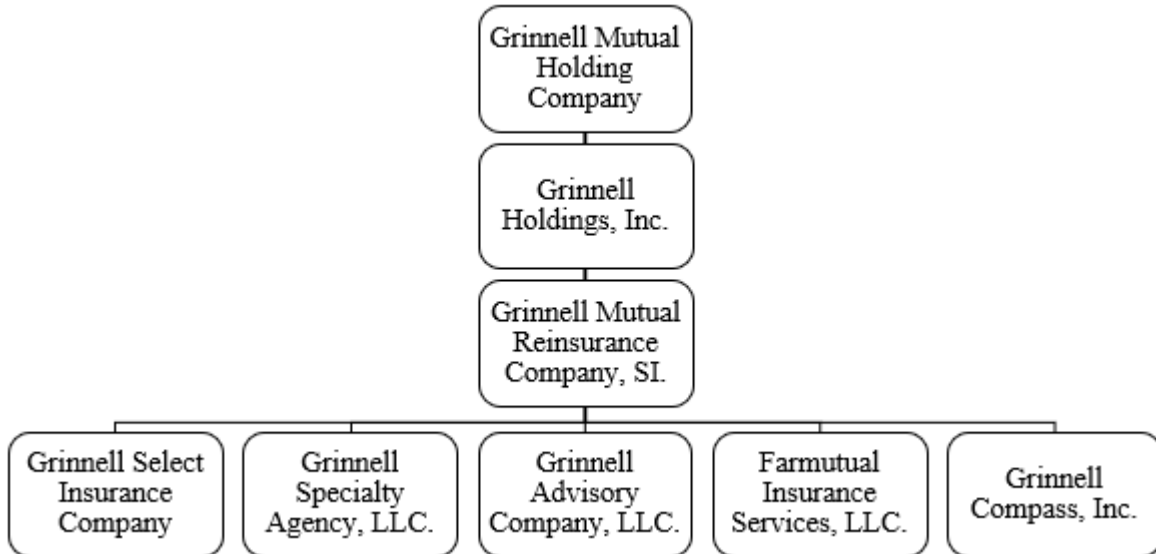 Grinnell Mutual
Holding
Company
Grinnell
Holdings, Inc.
Grinnell Mutual
Reinsurance
Company, SI.
Grinnell Select
Insurance
Company
Grinnell
Specialty
Agency, LLC.
Grinnell
Advisory
Company, LLC.
Farmutual
Insurance
Services, LLC.
Grinnell
Compass, Inc.